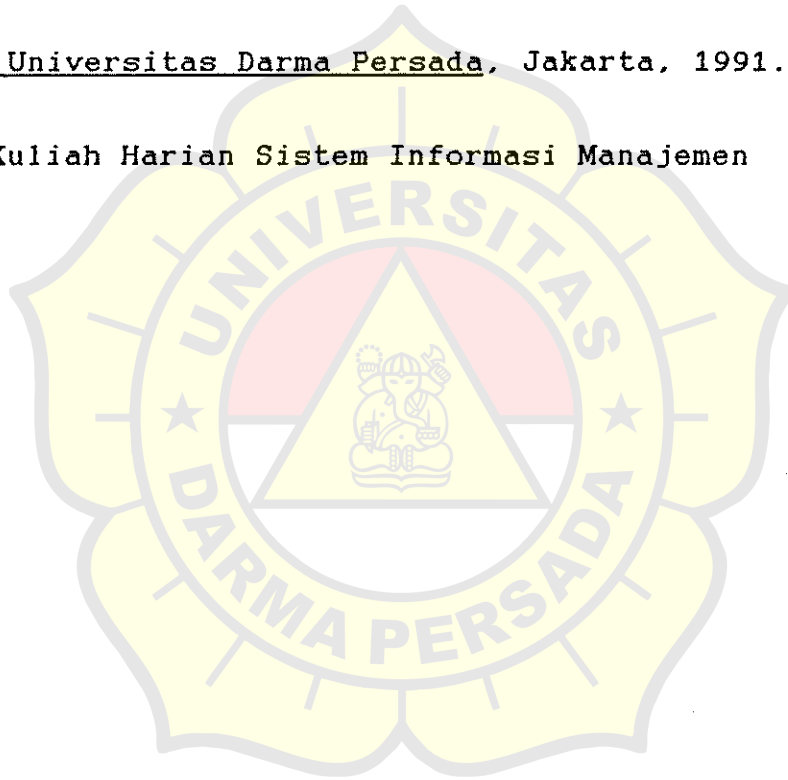 Universitas Darma Persada, Jakarta, 1991.
Kuliah Harian Sistem Informasi Manajemen
UNIVERSITAS
DARMA PERSADA